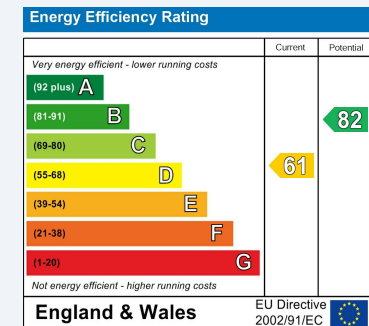 Energy Efficiency Rating
Current Potential
Very energy efficient - lower running costs
(92 plus) A
(81-91) B
82
(69-80) C
61
(55-68) D
(39-54) E
(21-38) F
(1-20) G
Not energy efficient - higher running costs
England & Wales
EU Directive
2002/91/EC